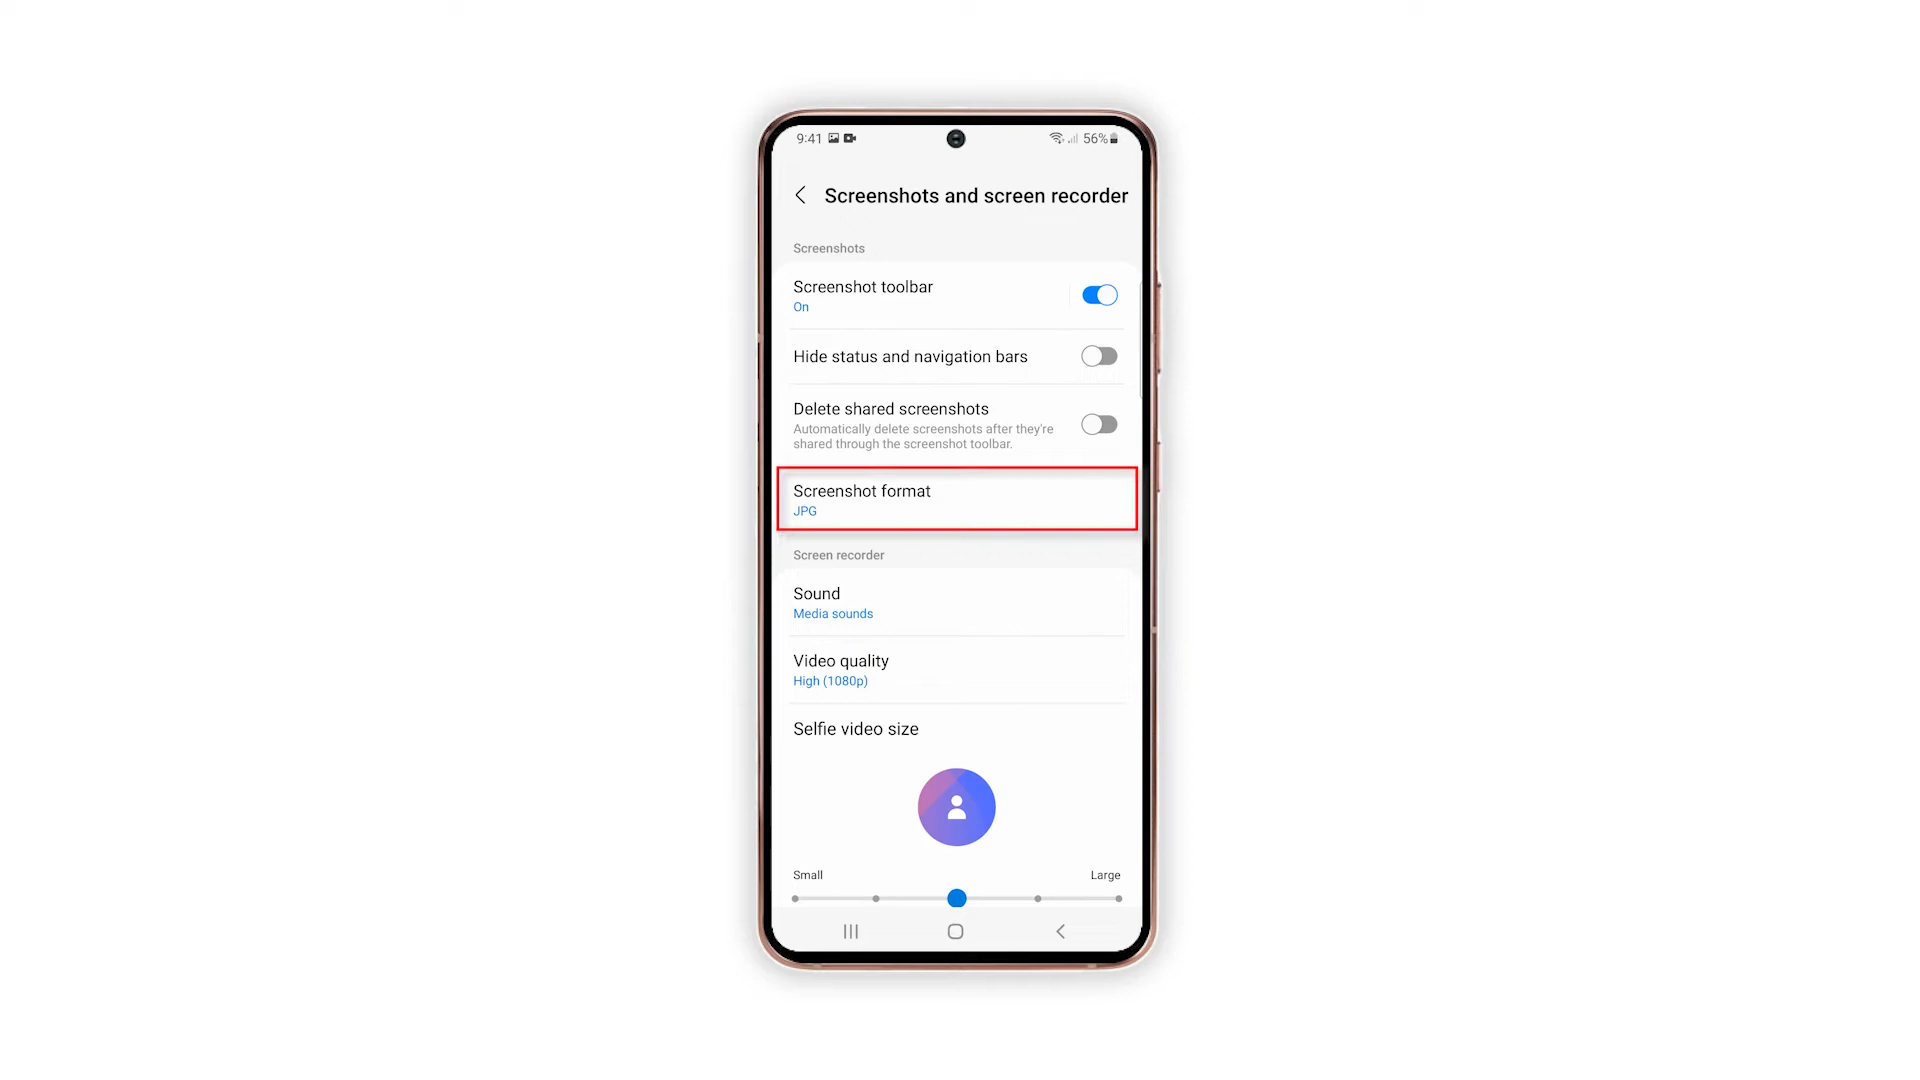 9:41 56%
Screenshots and screen recorder
Screenshots
Screenshot toolbar
On
Hide status and navigation bars
Delete shared screenshots
Automatically delete screenshots after they're
shared through the screenshot toolbar.
Screenshot format
JPG
Screen recorder
Sound
Media sounds
Video quality
High (1080p)
Selfie video size
Small Large